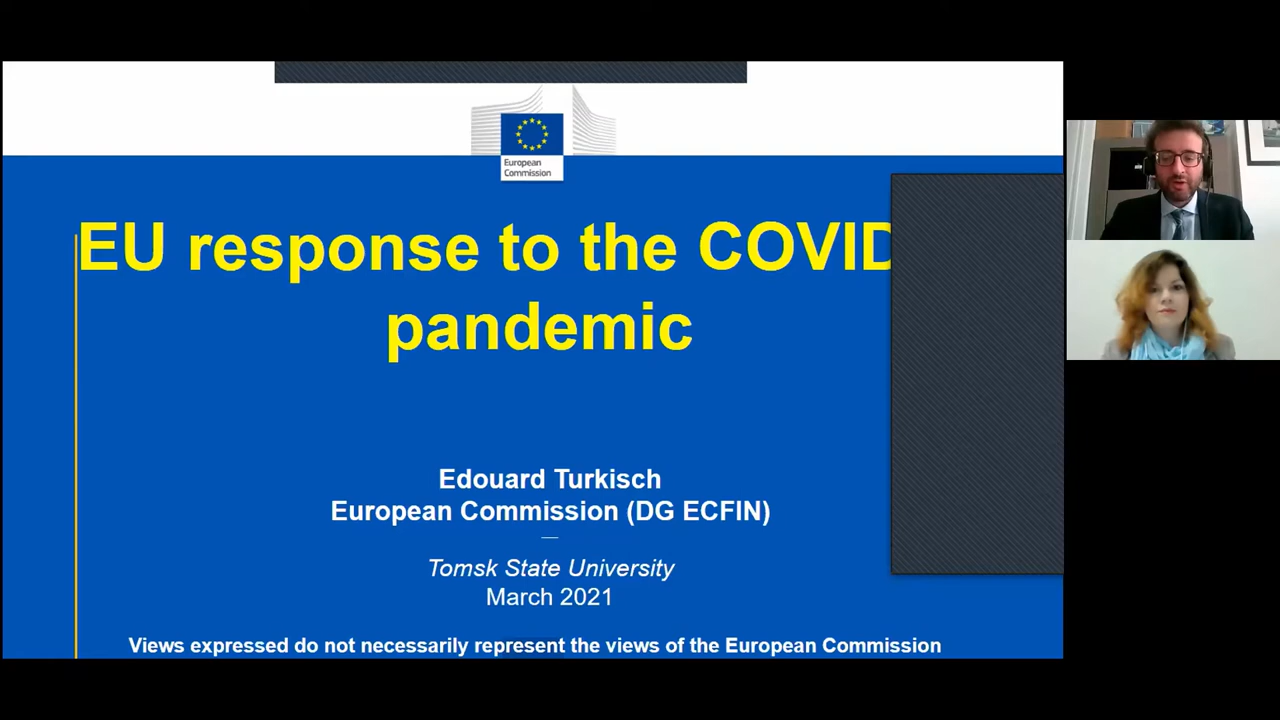 European
Commission
EU response to the COVID
pandemic
Edouard Turkisch
European Commission (DG ECFIN)
Tomsk State University
March 2021
Views expressed do not necessarily represent the views of the European Commission